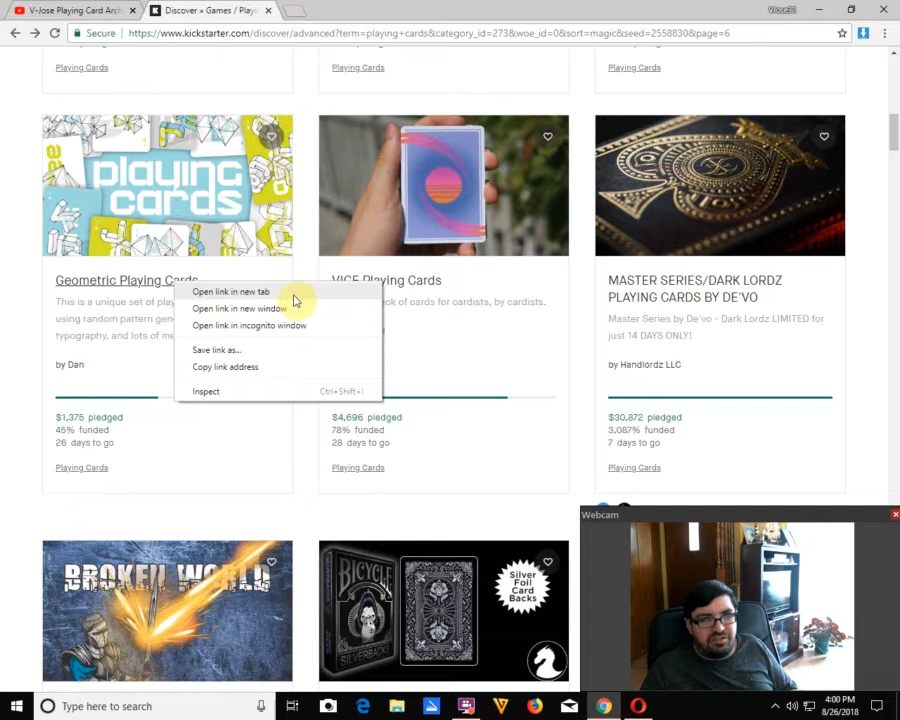 V-Jose Playing Card Arch
Discover » Games / Playi
VJose32
Secure
https://www.kickstarter.com/discover/advanced?term=playing+cards&category_id=273&woe_id=0&sort=magic&seed=2558830&page=6
Playing Cards
Playing Cards
Playing Cards
playing
cards
Geometric Playing Cards
This is a unique set of play
using random pattern gen
typography, and lots of me
by Dan
$1,375 pledged
45% funded
26 days to go
Playing Cards
Open link in new tab
Open link in new window
Open link in incognito window
Save link as...
Copy link address
Inspect
Ctrl+Shift+I
VICE Playing Cards
ck of cards for cardists, by cardists.
$4,696 pledged
78% funded
28 days to go
Playing Cards
MASTER SERIES/DARK LORDZ
PLAYING CARDS BY DE'VO
Master Series by De'vo - Dark Lordz LIMITED for
just 14 DAYS ONLY!
by Handlordz LLC
$30,872 pledged
3,087% funded
7 days to go
Playing Cards
BROKEN WORLD
BICYCLE
SILVERBACKS
Silver
Foil
Card
Backs
Webcam
Type here to search
4:00 PM
8/26/2018